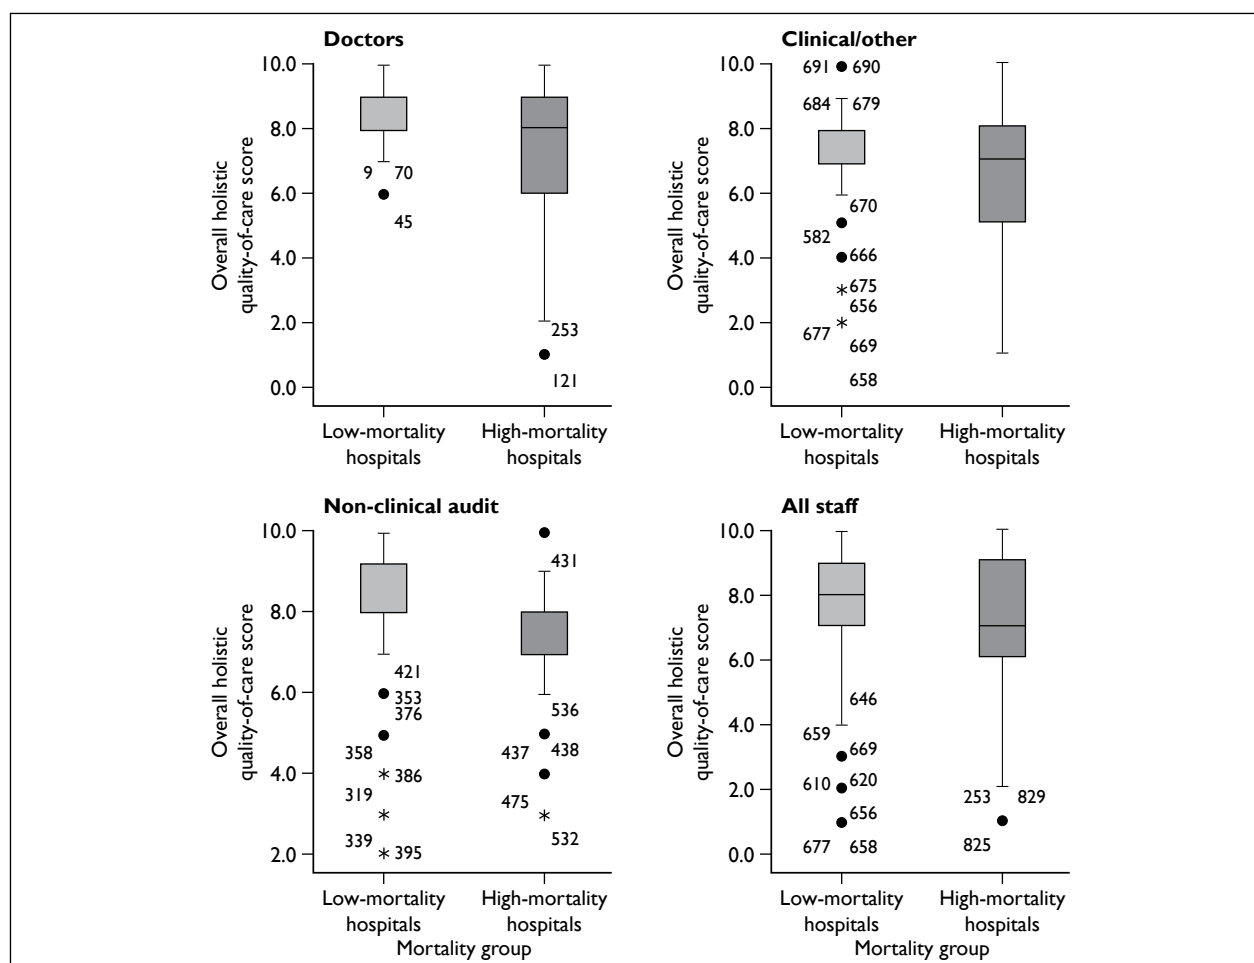 Doctors
10.0
8.0
6.0
4.0
2.0
0.0
Overall holistic
quality-of-care score
9 70
45
253
121
Low-mortality
hospitals
High-mortality
hospitals
Clinical/other
10.0
8.0
6.0
4.0
2.0
0.0
Overall holistic
quality-of-care score
691 690
684 679
670
582
666
675
656
677
669
658
Low-mortality
hospitals
High-mortality
hospitals
Non-clinical audit
10.0
8.0
6.0
4.0
2.0
Overall holistic
quality-of-care score
421
353
376
358
386
319
339
395
431
536
437 438
475
532
Low-mortality
hospitals
High-mortality
hospitals
Mortality group
All staff
10.0
8.0
6.0
4.0
2.0
0.0
Overall holistic
quality-of-care score
646
659
669
610 620
656
677 658
253 829
825
Low-mortality
hospitals
High-mortality
hospitals
Mortality group